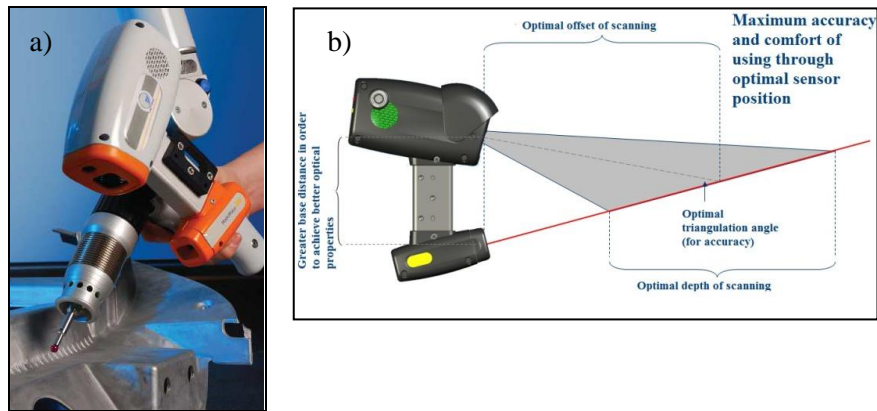 a)
b)
Optimal offset of scanning
Maximum accuracy
and comfort of
using through
optimal sensor
position
Greater base distance in order
to achieve better optical
properties
Optimal
triangulation angle
(for accuracy)
Optimal depth of scanning